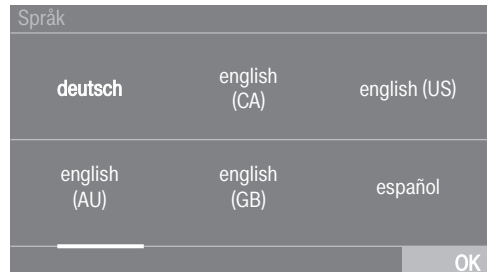 Språk
deutsch
english
(CA)
english (US)
english
(AU)
english
(GB)
español
OK